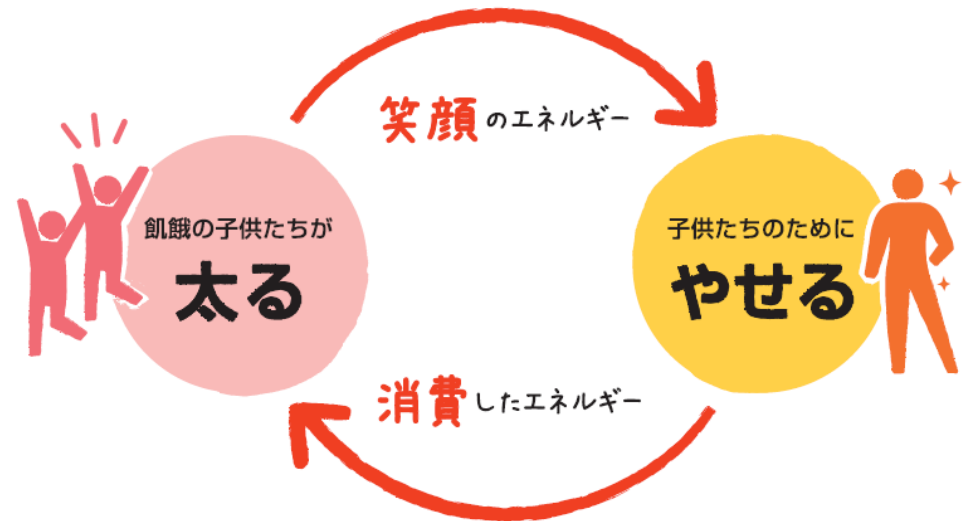 笑顔のエネルギー
飢餓の子供たちが
太る
子供たちのために
やせる
消費したエネルギー